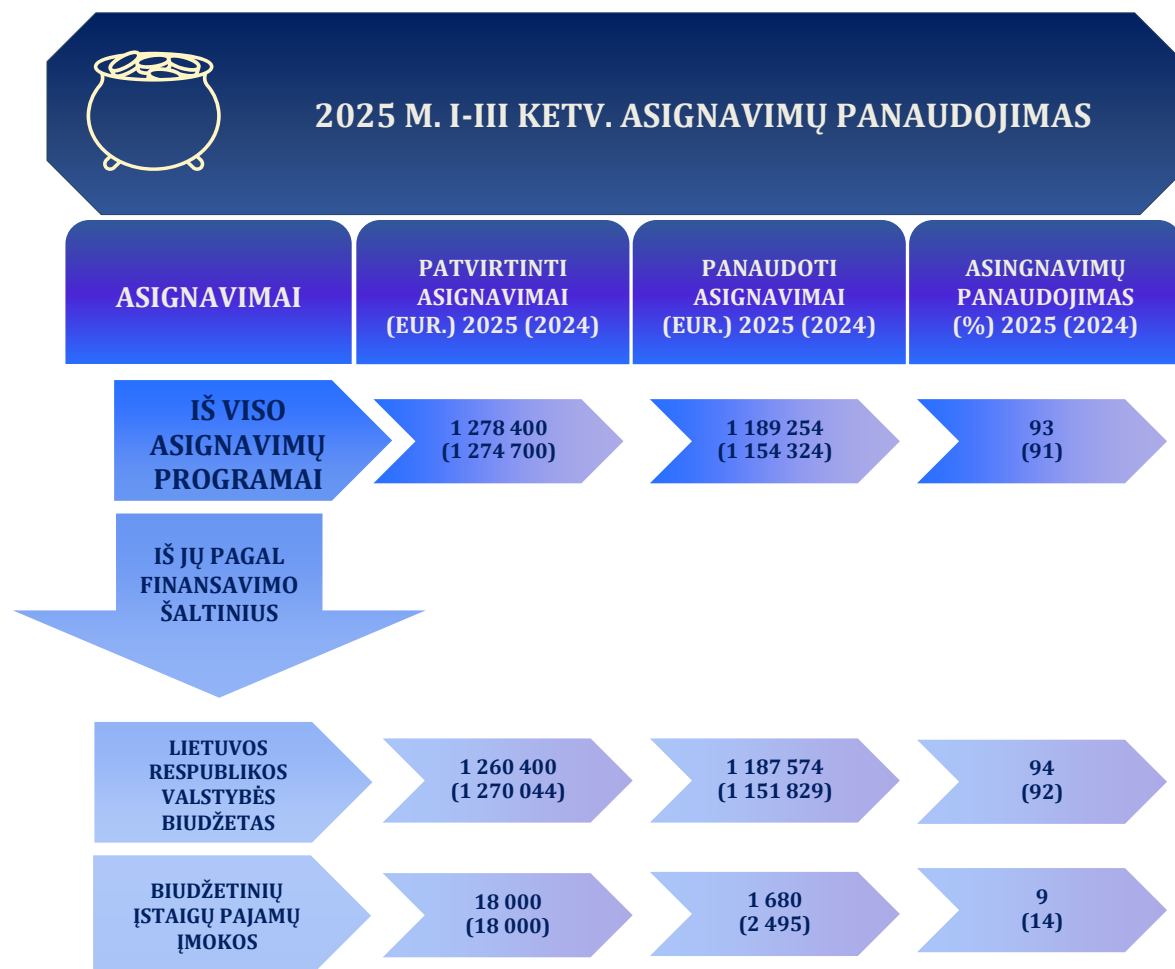 2025 M. I-III KETV. ASIGNAVIMŲ PANAUDOJIMAS
ASIGNAVIMAI
PATVIRTINTI
ASIGNAVIMAI
(EUR.) 2025 (2024)
PANAUDOTI
ASIGNAVIMAI
(EUR.) 2025 (2024)
ASINGNAVIMŲ
PANAUDOJIMAS
(%) 2025 (2024)
IŠ VISO
ASIGNAVIMŲ
PROGRAMAI
1 278 400
(1 274 700)
1 189 254
(1 154 324)
93
(91)
IŠ JŲ PAGAL
FINANSAVIMO
ŠALTINIUS
LIETUVOS
RESPUBLIKOS
VALSTYBĖS
BIUDŽETAS
1 260 400
(1 270 044)
1 187 574
(1 151 829)
94
(92)
BIUDŽETINIŲ
ĮSTAIGŲ PAJAMŲ
ĮMOKOS
18 000
(18 000)
1 680
(2 495)
9
(14)